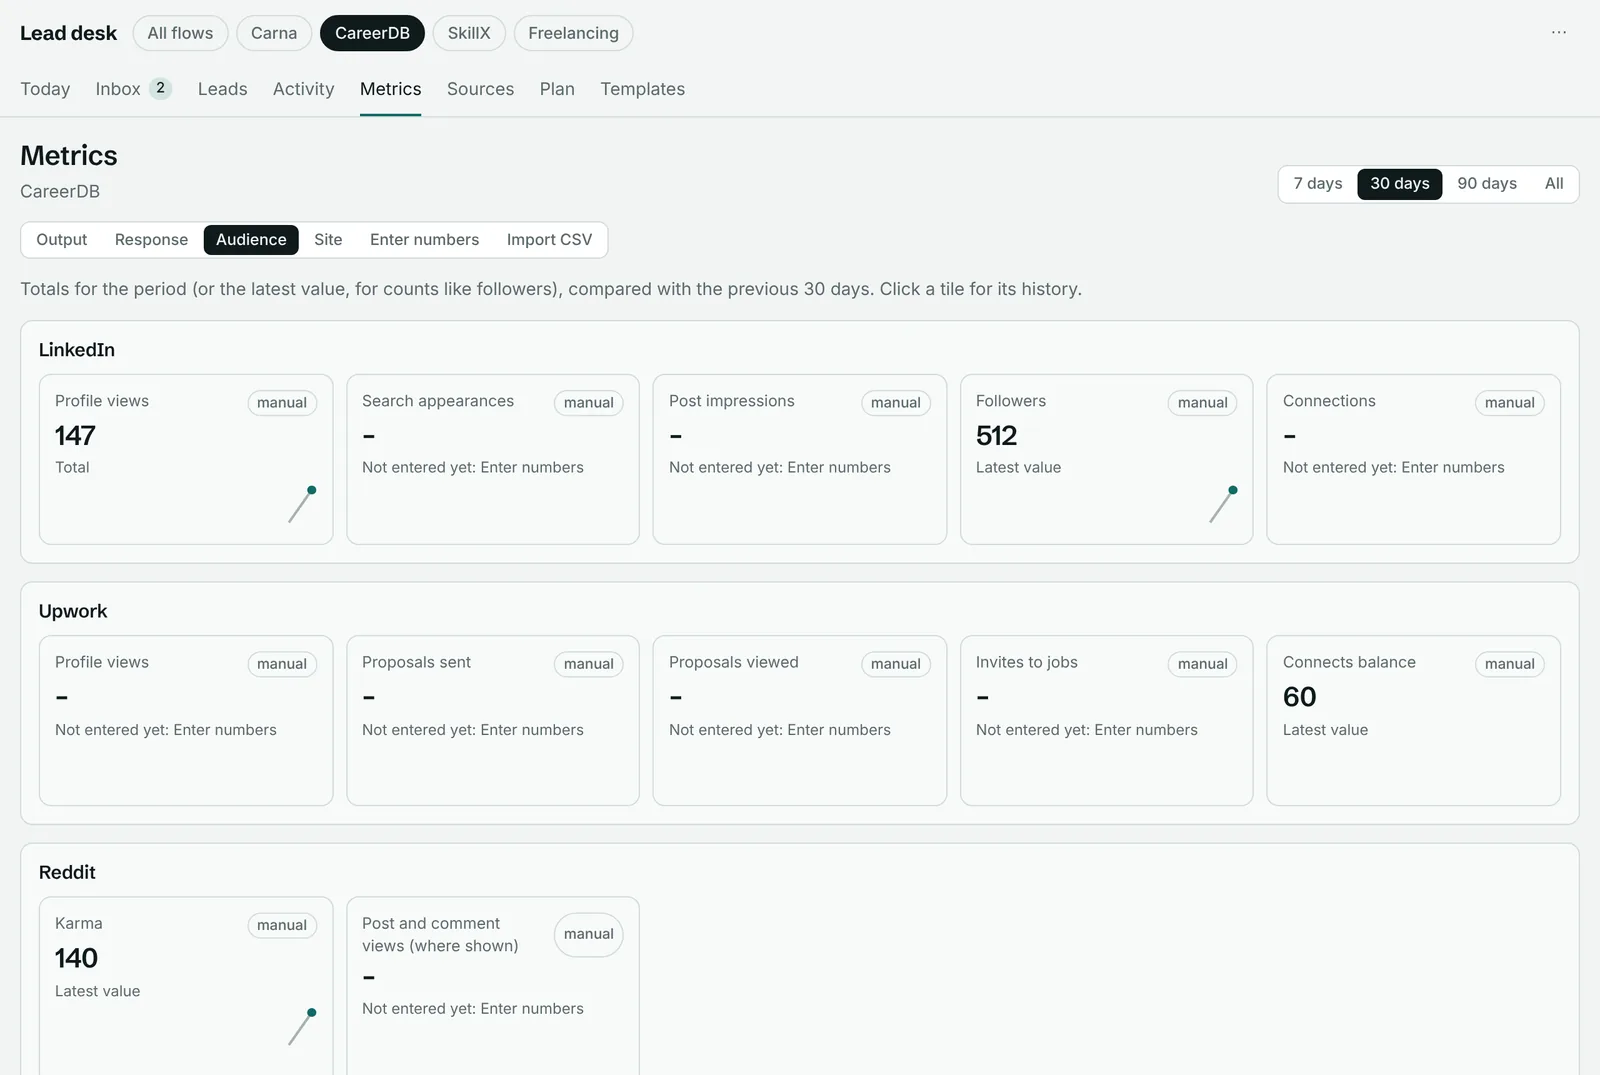 Lead desk
All flows
Carna
CareerDB
SkillX
Freelancing
...
Today
Inbox 2
Leads
Activity
Metrics
Sources
Plan
Templates
Metrics
CareerDB
7 days
30 days
90 days
All
Output
Response
Audience
Site
Enter numbers
Import CSV
Totals for the period (or the latest value, for counts like followers), compared with the previous 30 days. Click a tile for its history.
LinkedIn
Profile views
manual
147
Total
Search appearances
manual
–
Not entered yet: Enter numbers
Post impressions
manual
–
Not entered yet: Enter numbers
Followers
manual
512
Latest value
Connections
manual
–
Not entered yet: Enter numbers
Upwork
Profile views
manual
–
Not entered yet: Enter numbers
Proposals sent
manual
–
Not entered yet: Enter numbers
Proposals viewed
manual
–
Not entered yet: Enter numbers
Invites to jobs
manual
–
Not entered yet: Enter numbers
Connects balance
manual
60
Latest value
Reddit
Karma
manual
140
Latest value
Post and comment
views (where shown)
manual
–
Not entered yet: Enter numbers